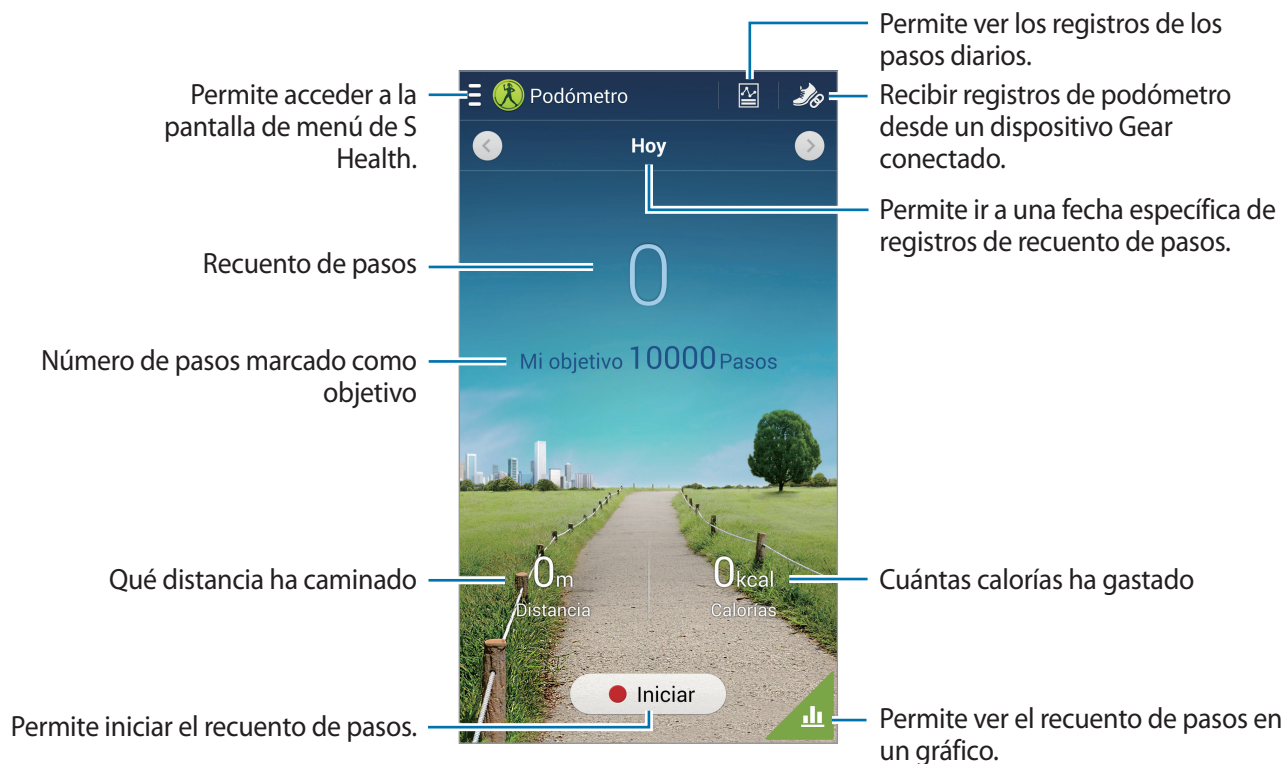 Permite ver los registros de los
pasos diarios.
Permite acceder a la
pantalla de menú de S
Health.
Podómetro
Recibir registros de podómetro
desde un dispositivo Gear
conectado.
Hoy
Permite ir a una fecha específica de
registros de recuento de pasos.
Recuento de pasos
0
Número de pasos marcado como
objetivo
Mi objetivo 10000 Pasos
Qué distancia ha caminado
0m
Distancia
0kcal
Calorías
Cuántas calorías ha gastado
Iniciar
Permite iniciar el recuento de pasos.
Permite ver el recuento de pasos en
un gráfico.